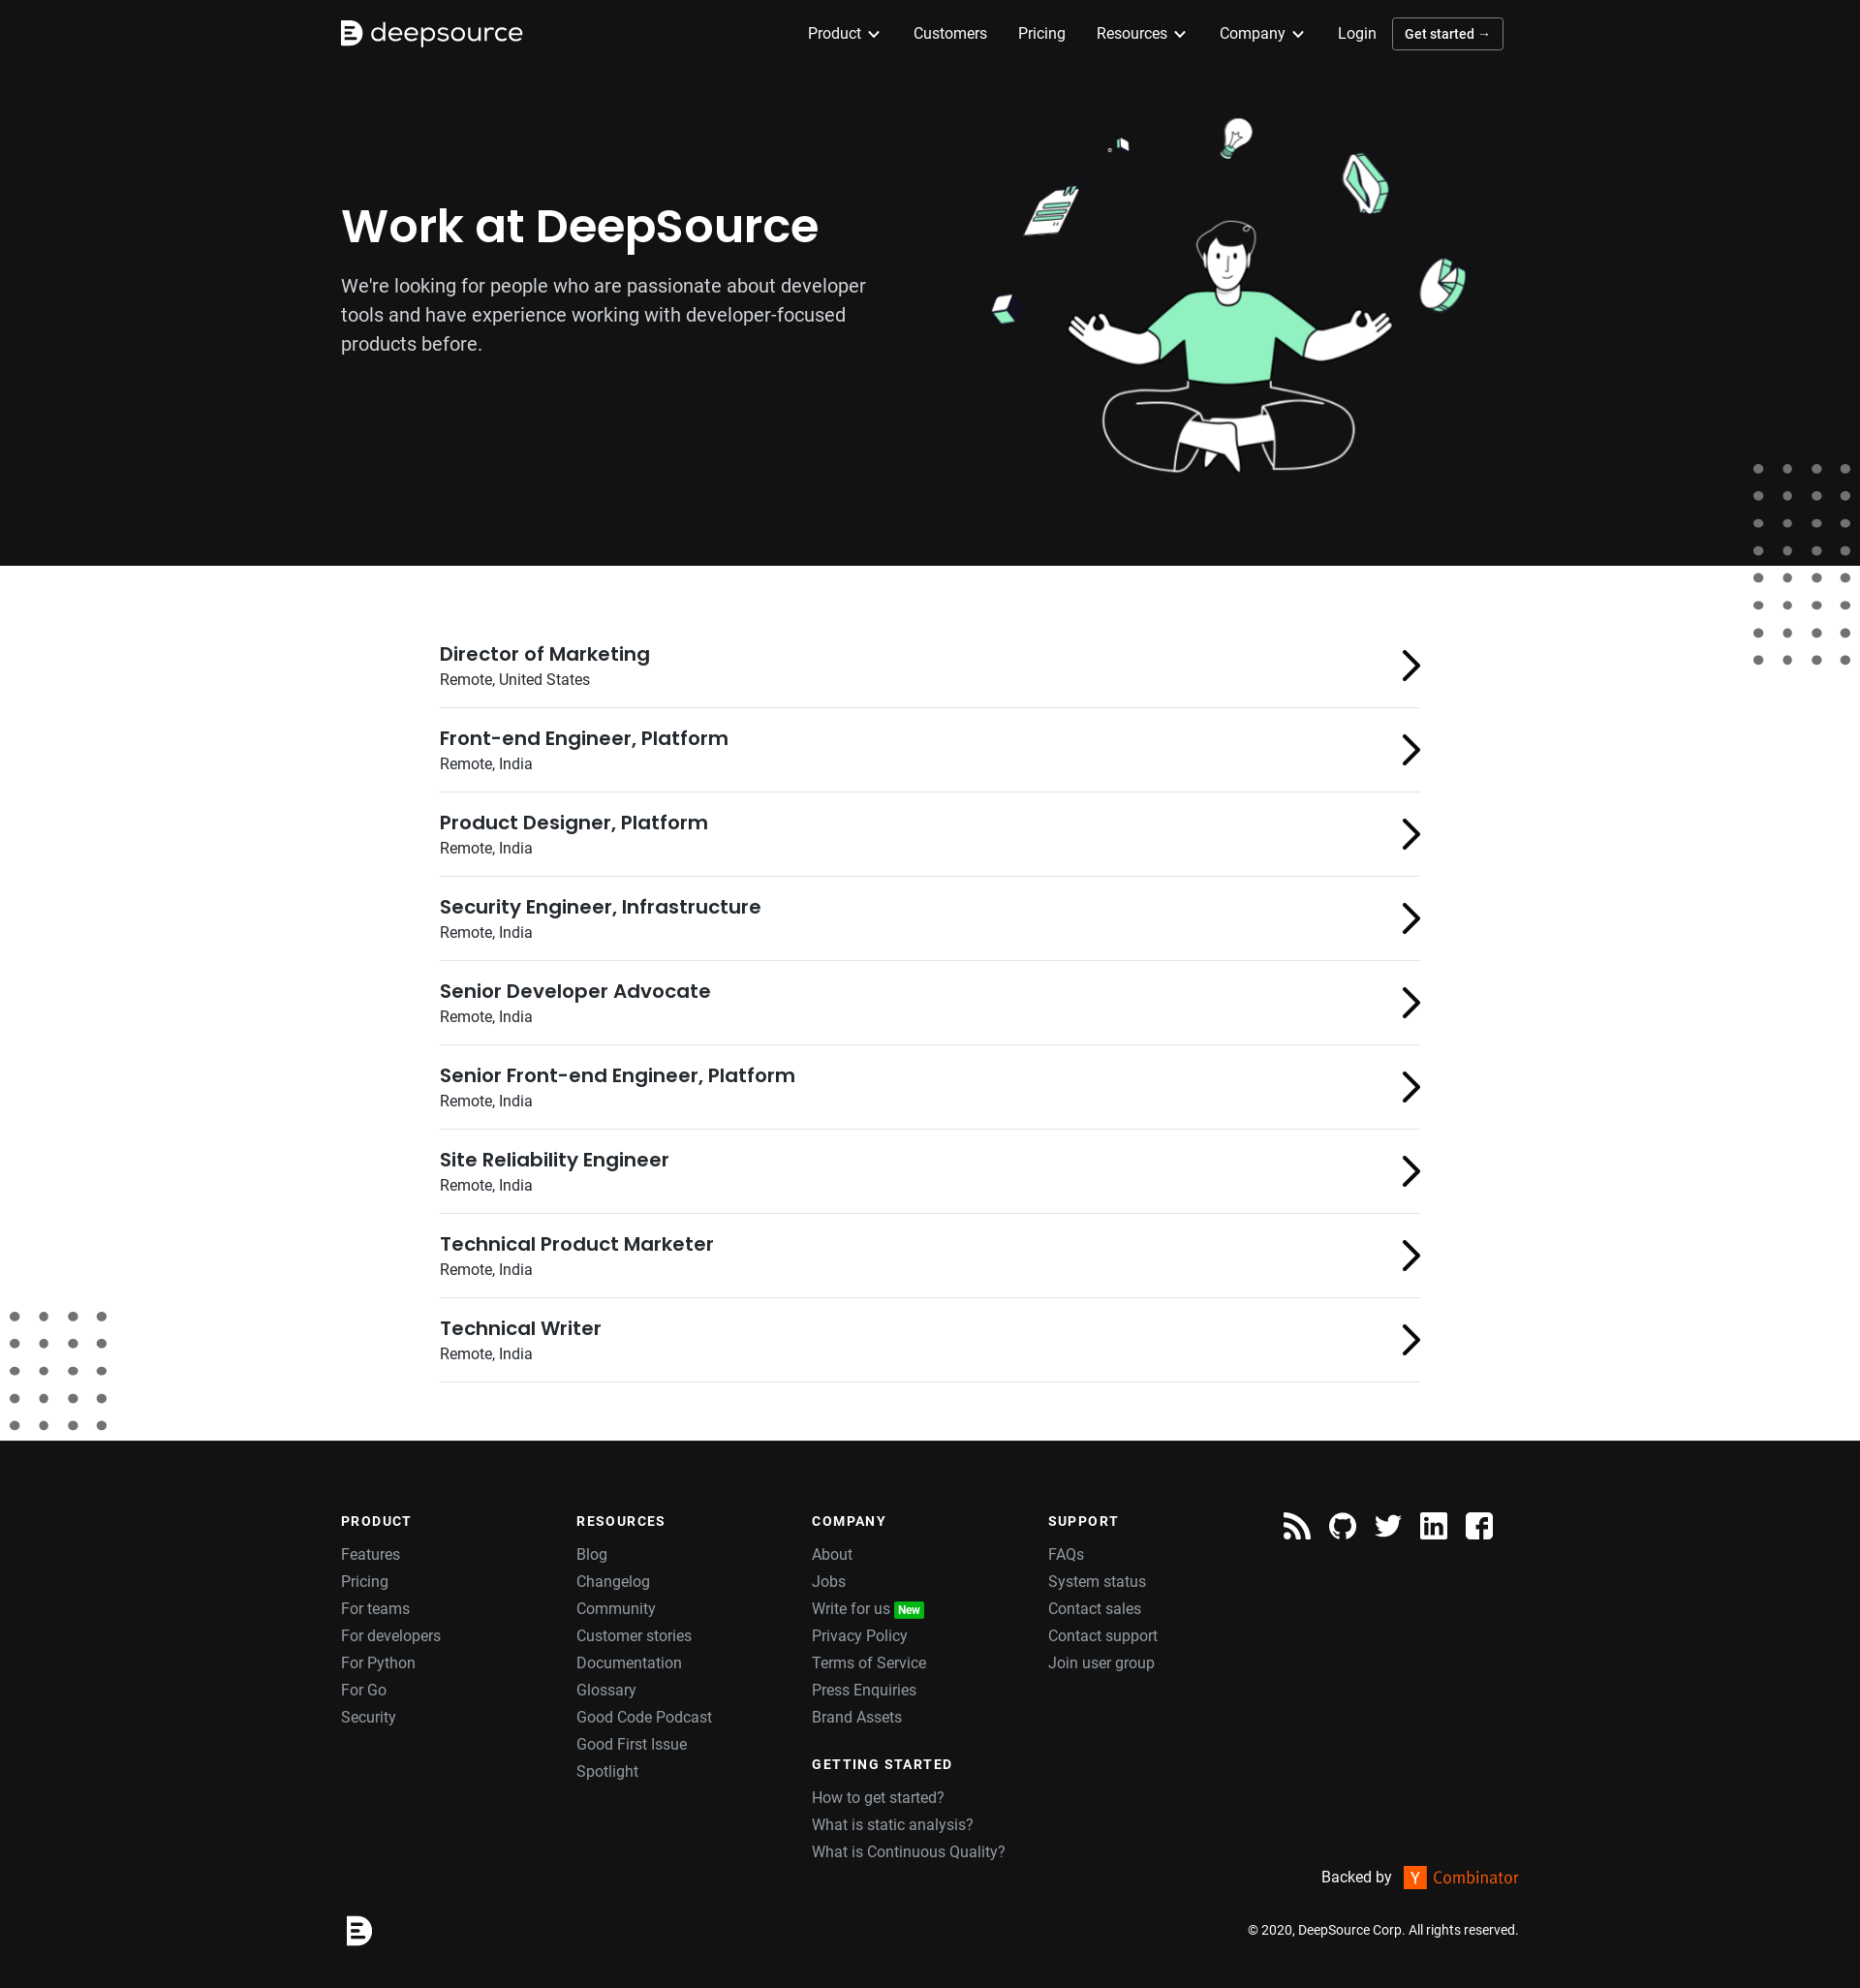 deepsource
Product
Customers
Pricing
Resources
Company
Login
Get started →
Work at DeepSource
We're looking for people who are passionate about developer
tools and have experience working with developer-focused
products before.
Director of Marketing
Remote, United States
Front-end Engineer, Platform
Remote, India
Product Designer, Platform
Remote, India
Security Engineer, Infrastructure
Remote, India
Senior Developer Advocate
Remote, India
Senior Front-end Engineer, Platform
Remote, India
Site Reliability Engineer
Remote, India
Technical Product Marketer
Remote, India
Technical Writer
Remote, India
PRODUCT
Features
Pricing
For teams
For developers
For Python
For Go
Security
RESOURCES
Blog
Changelog
Community
Customer stories
Documentation
Glossary
Good Code Podcast
Good First Issue
Spotlight
COMPANY
About
Jobs
Write for us New
Privacy Policy
Terms of Service
Press Enquiries
Brand Assets
GETTING STARTED
How to get started?
What is static analysis?
What is Continuous Quality?
SUPPORT
FAQs
System status
Contact sales
Contact support
Join user group
Backed by Y Combinator
© 2020, DeepSource Corp. All rights reserved.